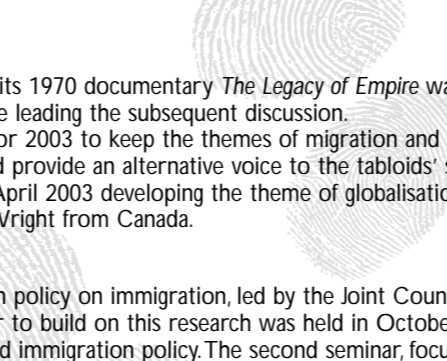 its 1970 documentary The Legacy of Empire wa
e leading the subsequent discussion.
or 2003 to keep the themes of migration and
d provide an alternative voice to the tabloids' s
April 2003 developing the theme of globalisatio
Wright from Canada.
n policy on immigration, led by the Joint Coun
r to build on this research was held in Octobe
d immigration policy. The second seminar, focu